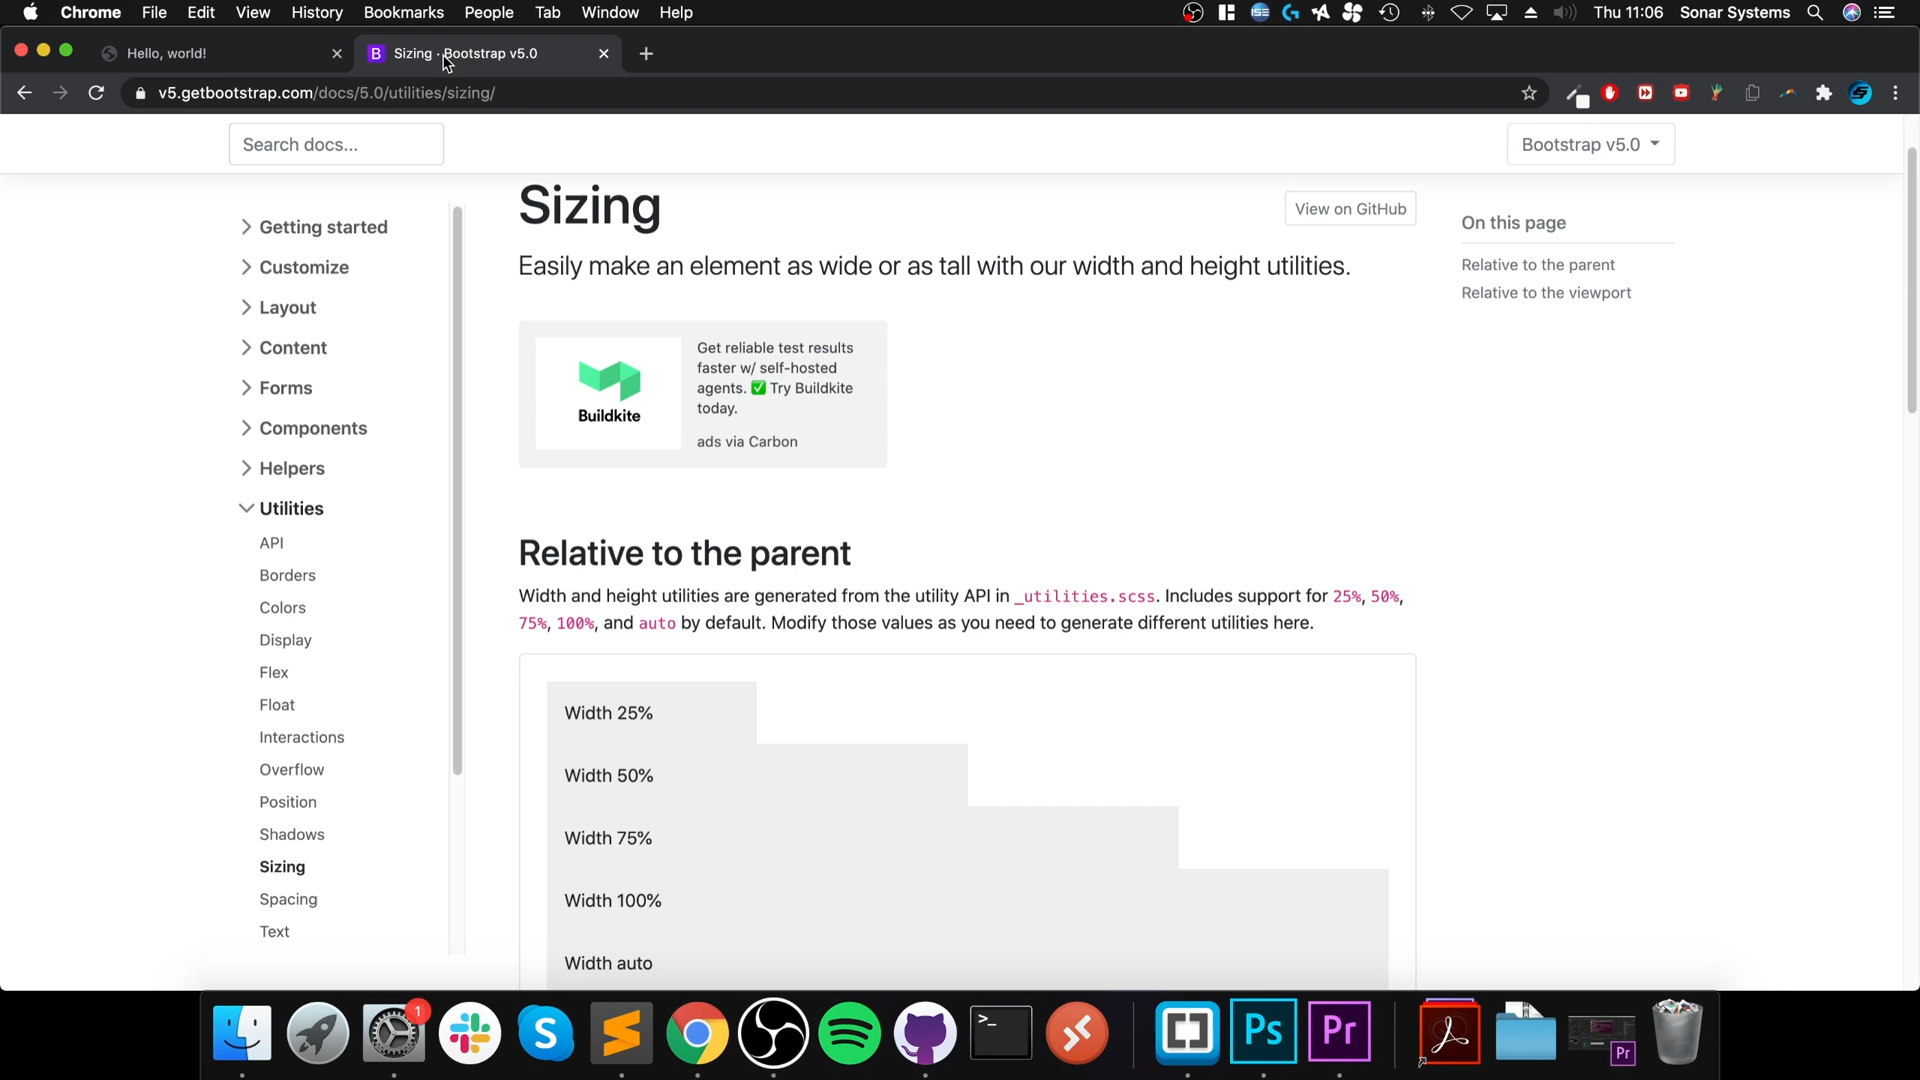 Chrome File Edit View History Bookmarks People Tab Window Help
Thu 11:06 Sonar Systems
Hello, world!
Sizing · Bootstrap v5.0
v5.getbootstrap.com/docs/5.0/utilities/sizing/
Search docs...
Bootstrap v5.0
Getting started
Customize
Layout
Content
Forms
Components
Helpers
Utilities
API
Borders
Colors
Display
Flex
Float
Interactions
Overflow
Position
Shadows
Sizing
Spacing
Text
Sizing
View on GitHub
Easily make an element as wide or as tall with our width and height utilities.
Buildkite
Get reliable test results
faster w/ self-hosted
agents. ✅ Try Buildkite
today.
ads via Carbon
Relative to the parent
Width and height utilities are generated from the utility API in _utilities.scss. Includes support for 25%, 50%,
75%, 100%, and auto by default. Modify those values as you need to generate different utilities here.
Width 25%
Width 50%
Width 75%
Width 100%
Width auto
On this page
Relative to the parent
Relative to the viewport
1
S
>_
Ps
Pr
Pr